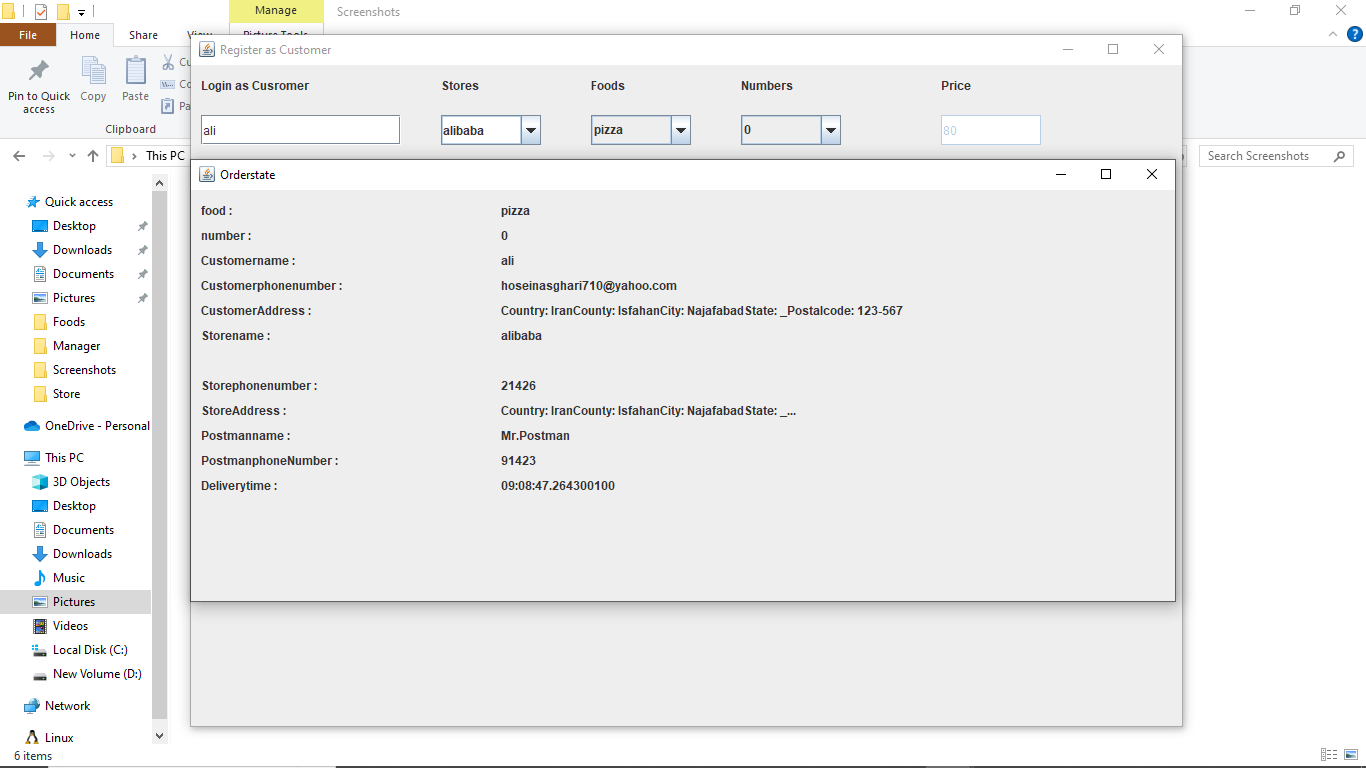 Manage
Screenshots
File
Home
Share
View
Picture Tools
Register as Customer
Pin to Quick access
Copy
Paste
Clipboard
Login as Cusromer
Stores
Foods
Numbers
Price
ali
alibaba
pizza
0
80
This PC
Search Screenshots
Orderstate
food :
pizza
number :
0
Customername :
ali
Customerphonenumber :
hoseinasghari710@yahoo.com
CustomerAddress :
Country: IranCounty: IsfahanCity: NajafabadState: _Postalcode: 123-567
Storename :
alibaba
Storephonenumber :
21426
StoreAddress :
Country: IranCounty: IsfahanCity: NajafabadState: _...
Postmanname :
Mr.Postman
PostmanphoneNumber :
91423
Deliverytime :
09:08:47.264300100
Quick access
Desktop
Downloads
Documents
Pictures
Foods
Manager
Screenshots
Store
OneDrive - Personal
This PC
3D Objects
Desktop
Documents
Downloads
Music
Pictures
Videos
Local Disk (C:)
New Volume (D:)
Network
Linux
6 items